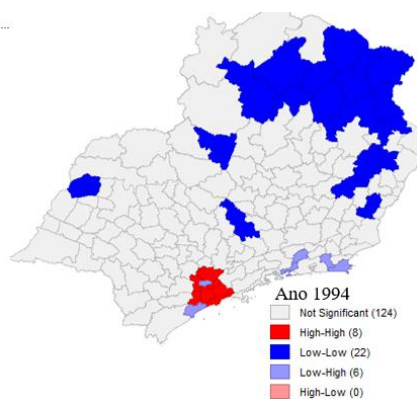 ...
Ano 1994
Not Significant (124)
High-High (8)
Low-Low (22)
Low-High (6)
High-Low (0)